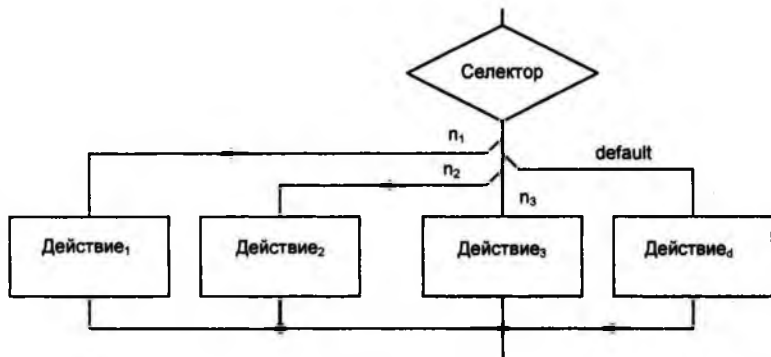 Селектор
n₁
default
n₂
n₃
Действие₁
Действие₂
Действие₃
Действиеd